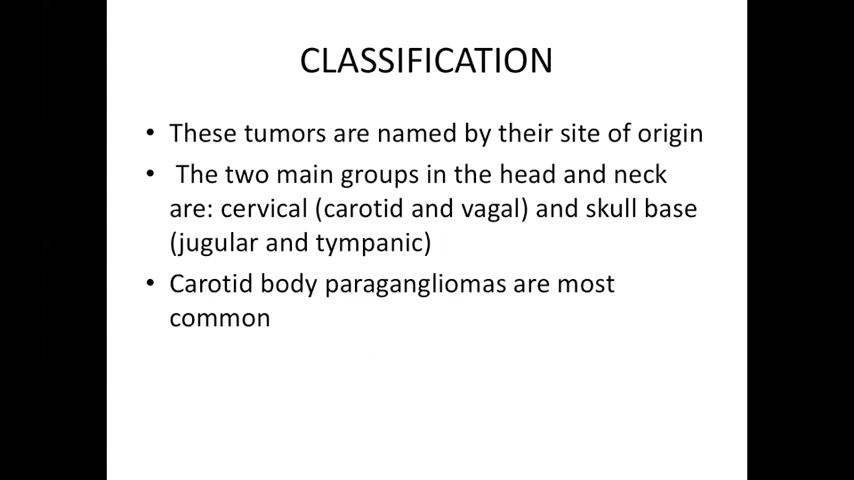 CLASSIFICATION
• These tumors are named by their site of origin
• The two main groups in the head and neck
are: cervical (carotid and vagal) and skull base
(jugular and tympanic)
• Carotid body paragangliomas are most
common